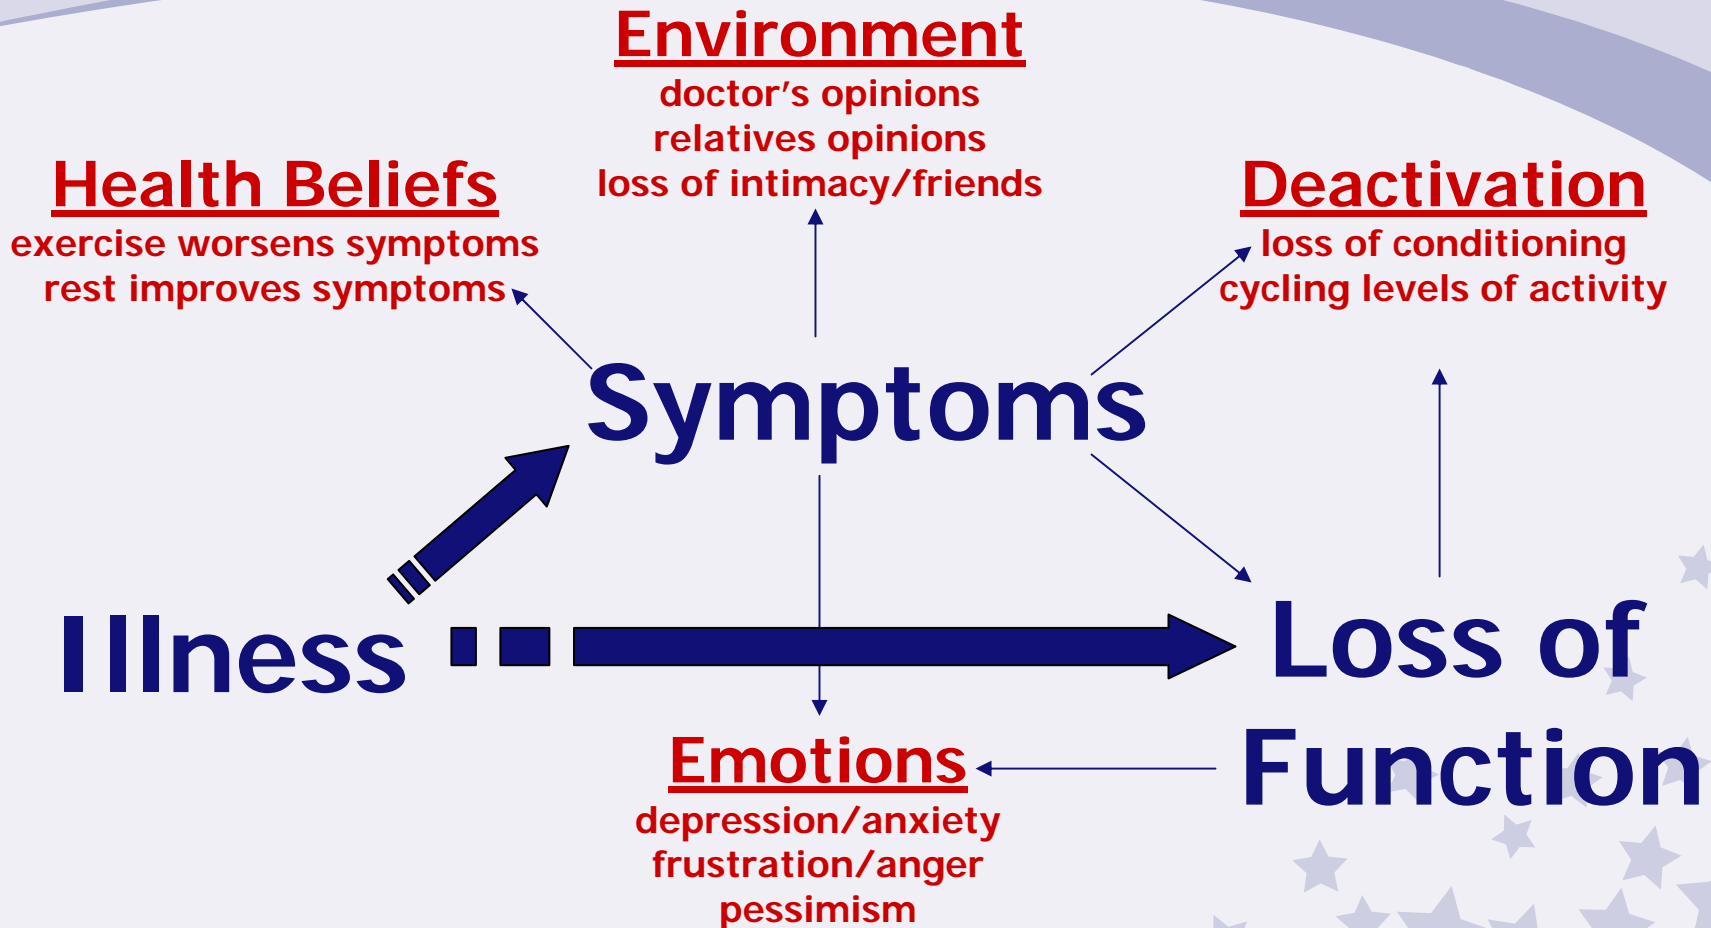 Environment
doctor's opinions
relatives opinions
loss of intimacy/friends
Health Beliefs
exercise worsens symptoms
rest improves symptoms
Deactivation
loss of conditioning
cycling levels of activity
Symptoms
Illness
Loss of
Function
Emotions
depression/anxiety
frustration/anger
pessimism